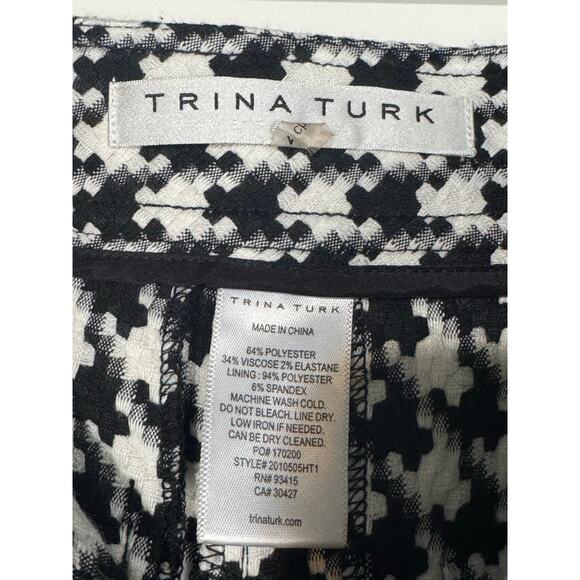 TRINA TURK
TRINA TURK
MADE IN CHINA
64% POLYESTER
34% VISCOSE 2% ELASTANE
LINING : 94% POLYESTER
6% SPANDEX
MACHINE WASH COLD.
DO NOT BLEACH. LINE DRY.
LOW IRON IF NEEDED.
CAN BE DRY CLEANED.
PO# 170200
STYLE# 2010505HT1
RN# 93415
CA# 30427
trinaturk.com